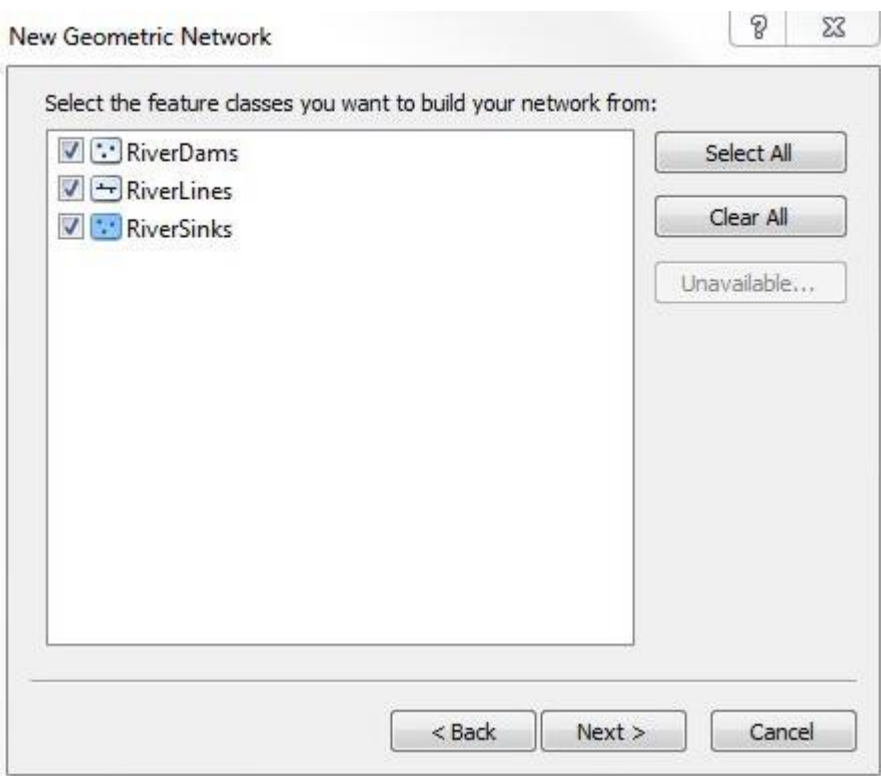 New Geometric Network
Select the feature classes you want to build your network from:
RiverDams
RiverLines
RiverSinks
Select All
Clear All
Unavailable...
< Back
Next >
Cancel